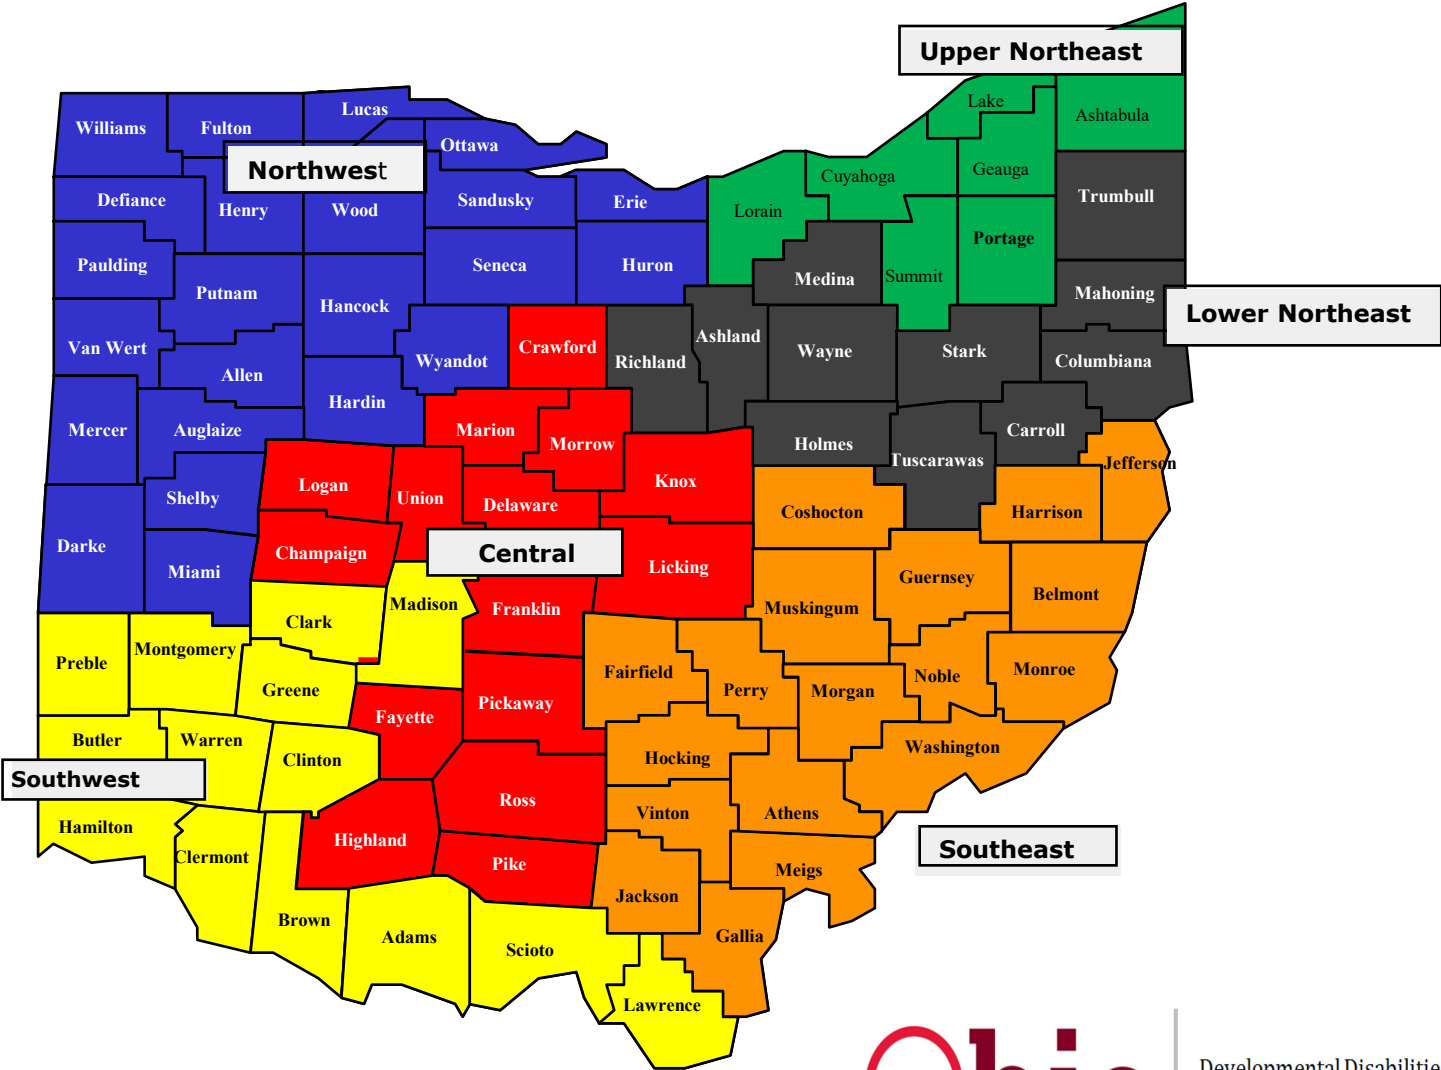 Upper Northeast
Lake
Ashtabula
Lucas
Williams
Fulton
Ottawa
Northwest
Cuyahoga
Geauga
Defiance
Henry
Wood
Sandusky
Erie
Lorain
Trumbull
Portage
Paulding
Putnam
Seneca
Huron
Medina
Summit
Mahoning
Hancock
Lower Northeast
Van Wert
Allen
Wyandot
Crawford
Richland
Ashland
Wayne
Stark
Columbiana
Hardin
Mercer
Auglaize
Marion
Morrow
Holmes
Carroll
Tuscarawas
Jefferson
Logan
Union
Knox
Shelby
Delaware
Coshocton
Harrison
Darke
Champaign
Central
Miami
Licking
Guernsey
Belmont
Madison
Franklin
Muskingum
Clark
Preble
Montgomery
Fairfield
Noble
Monroe
Greene
Perry
Morgan
Pickaway
Fayette
Butler
Warren
Clinton
Hocking
Washington
Southwest
Ross
Vinton
Athens
Hamilton
Highland
Southeast
Clermont
Pike
Meigs
Jackson
Brown
Adams
Scioto
Gallia
Lawrence
Ohio
Developmental Disabilitie